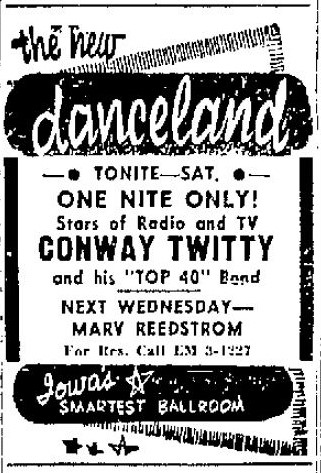 the new
danceland
TONITE—SAT.
ONE NITE ONLY!
Stars of Radio and TV
CONWAY TWITTY
and his "TOP 40" Band
NEXT WEDNESDAY—
MARV REEDSTROM
For Res. Call EM 3-1227
Iowa's
SMARTEST BALLROOM